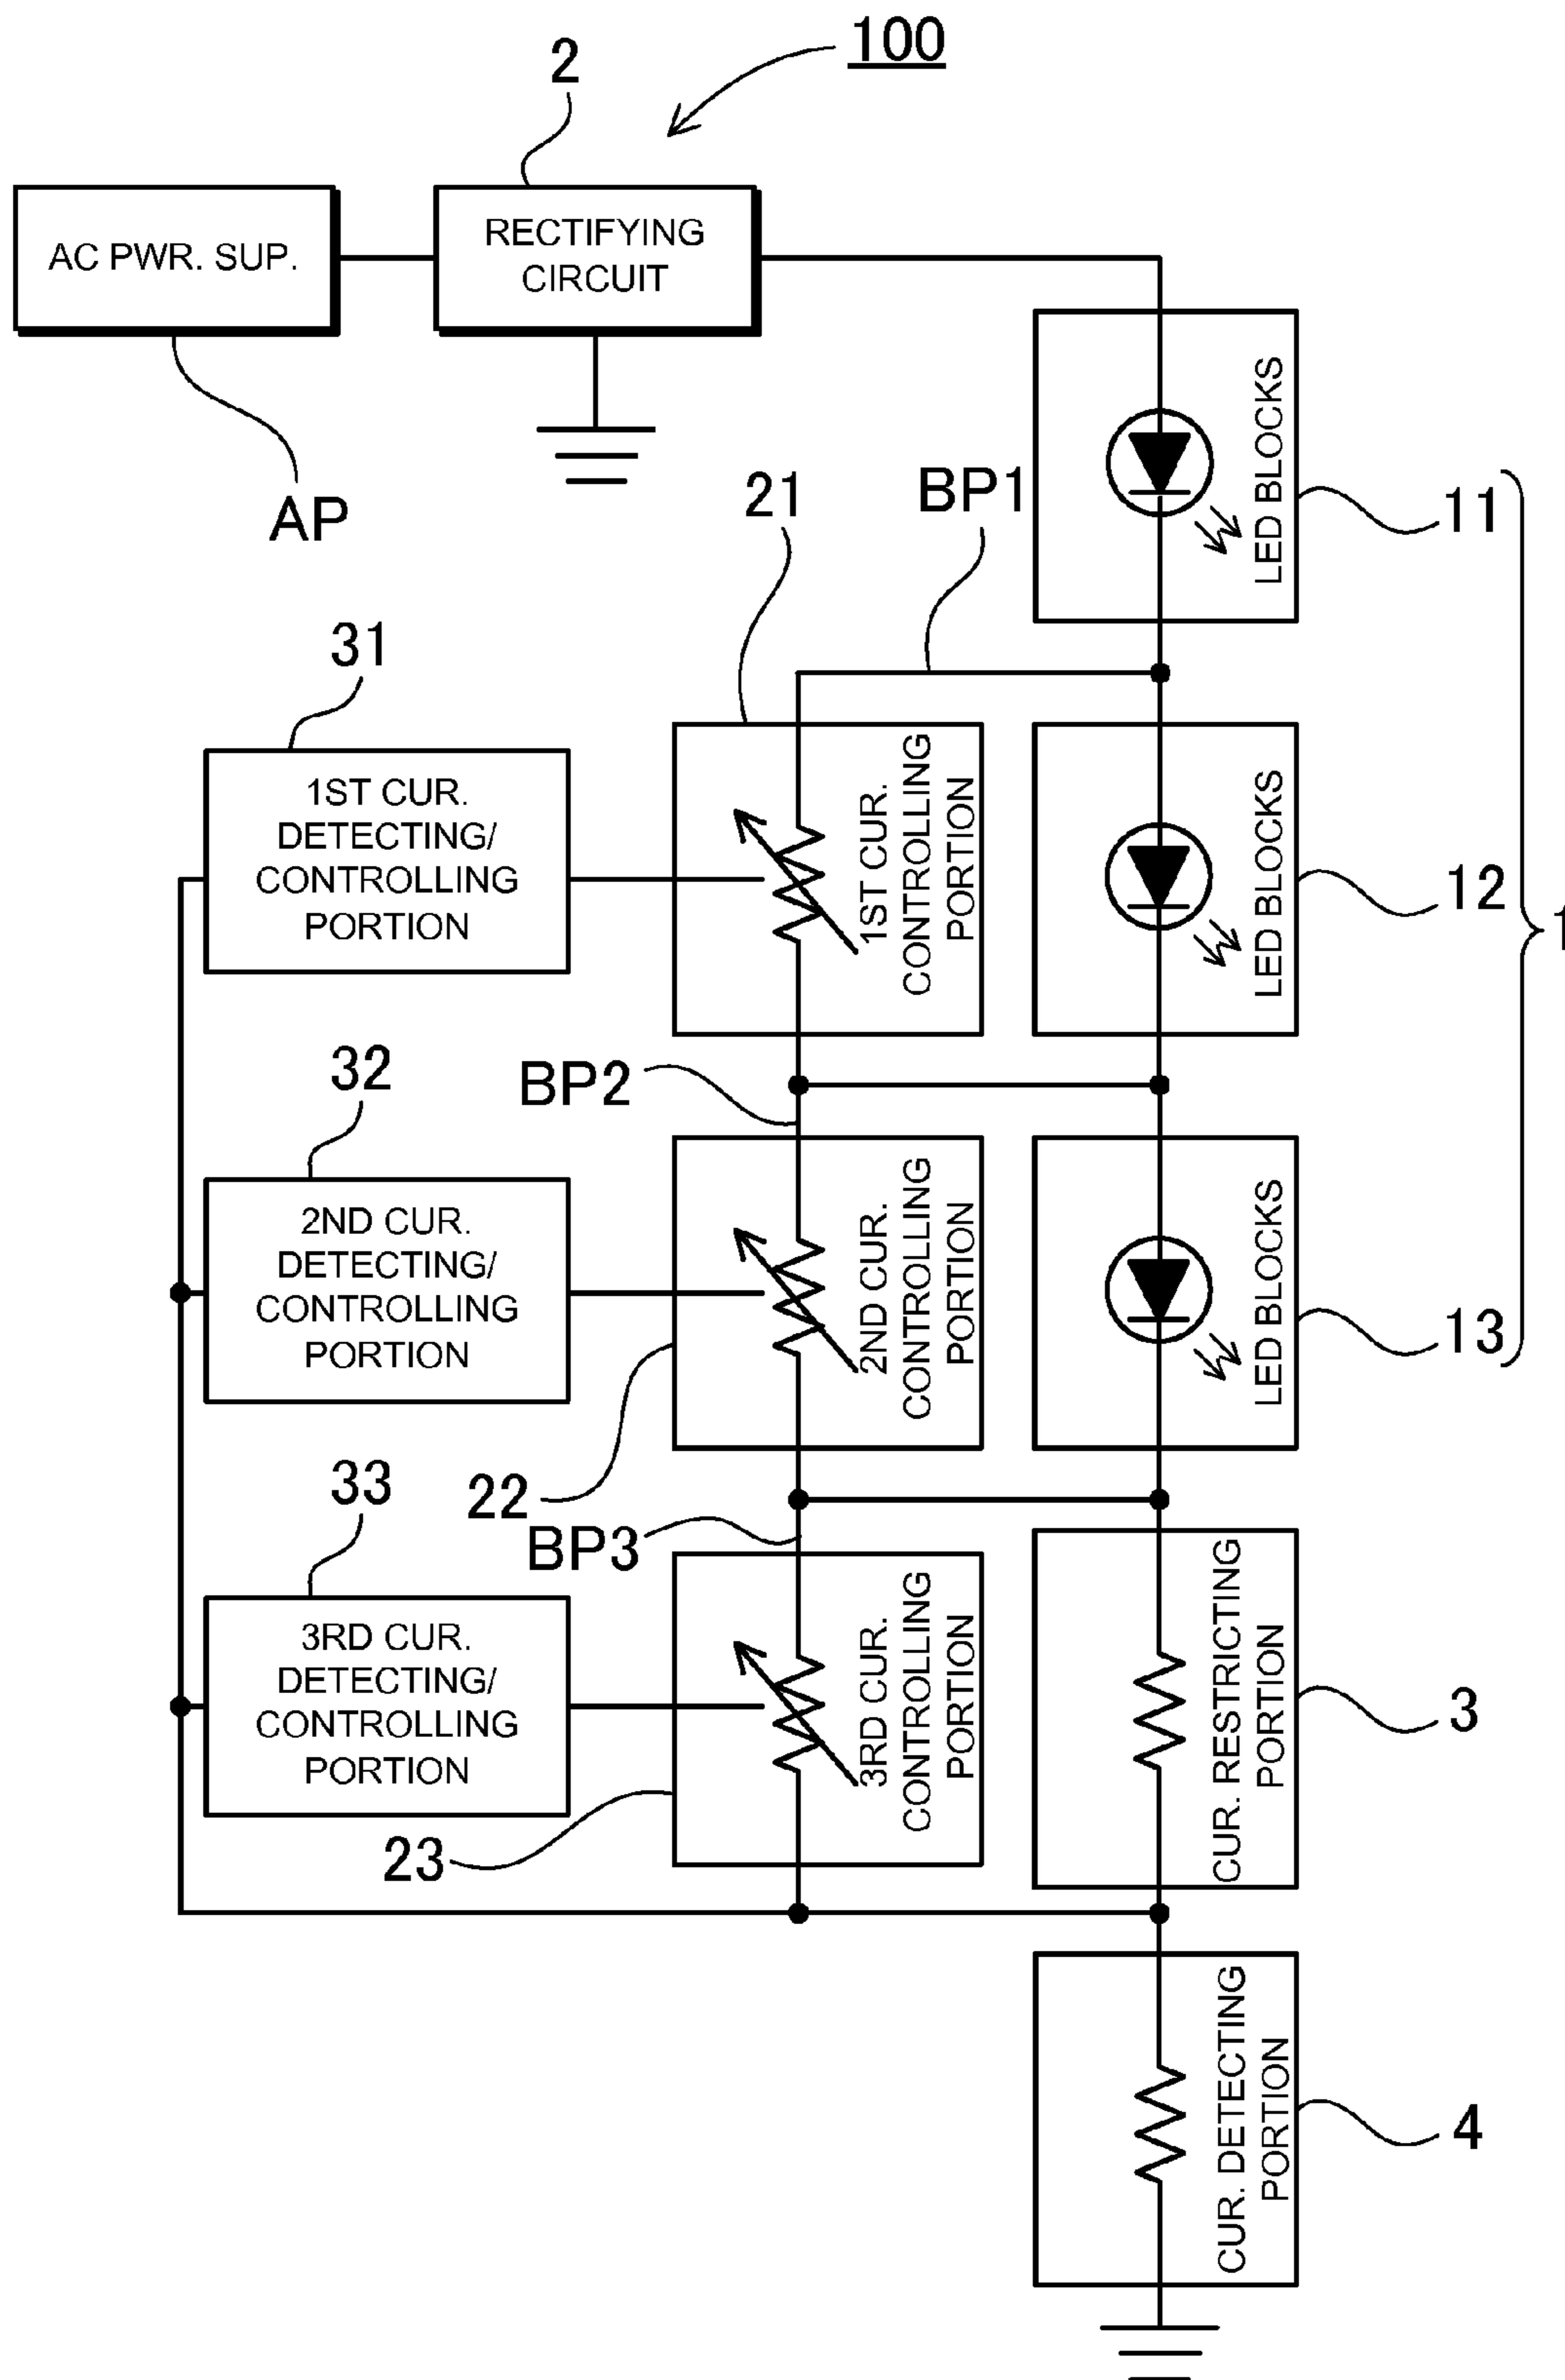 100
2
AC PWR. SUP.
RECTIFYING
CIRCUIT
AP
LED BLOCKS
11
BP1
21
31
1ST CUR.
DETECTING/
CONTROLLING
PORTION
1ST CUR.
CONTROLLING
PORTION
LED BLOCKS
12
1
32
BP2
2ND CUR.
DETECTING/
CONTROLLING
PORTION
2ND CUR.
CONTROLLING
PORTION
LED BLOCKS
13
22
33
BP3
3RD CUR.
DETECTING/
CONTROLLING
PORTION
3RD CUR.
CONTROLLING
PORTION
CUR. RESTRICTING
PORTION
3
23
CUR. DETECTING
PORTION
4